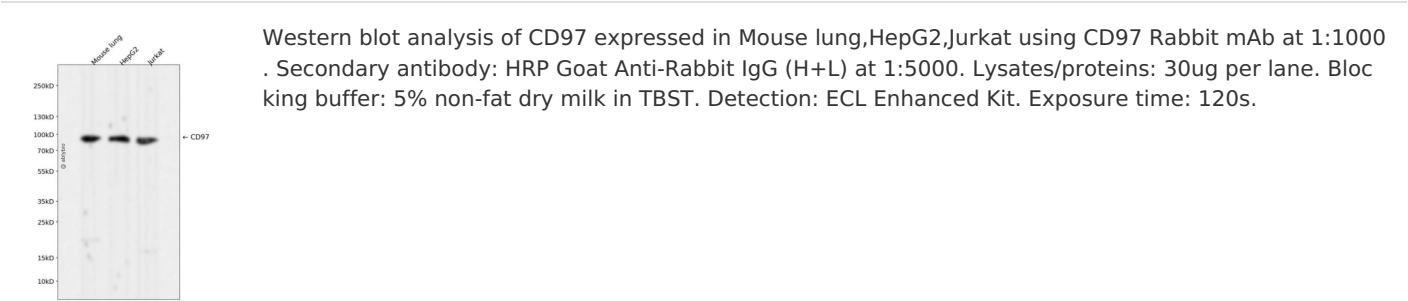 Mouse lung
HepG2
Jurkat
250kD
130kD
100kD
70kD
55kD
35kD
25kD
15kD
10kD
← CD97
@ abybio
Western blot analysis of CD97 expressed in Mouse lung,HepG2,Jurkat using CD97 Rabbit mAb at 1:1000
. Secondary antibody: HRP Goat Anti-Rabbit IgG (H+L) at 1:5000. Lysates/proteins: 30ug per lane. Bloc
king buffer: 5% non-fat dry milk in TBST. Detection: ECL Enhanced Kit. Exposure time: 120s.